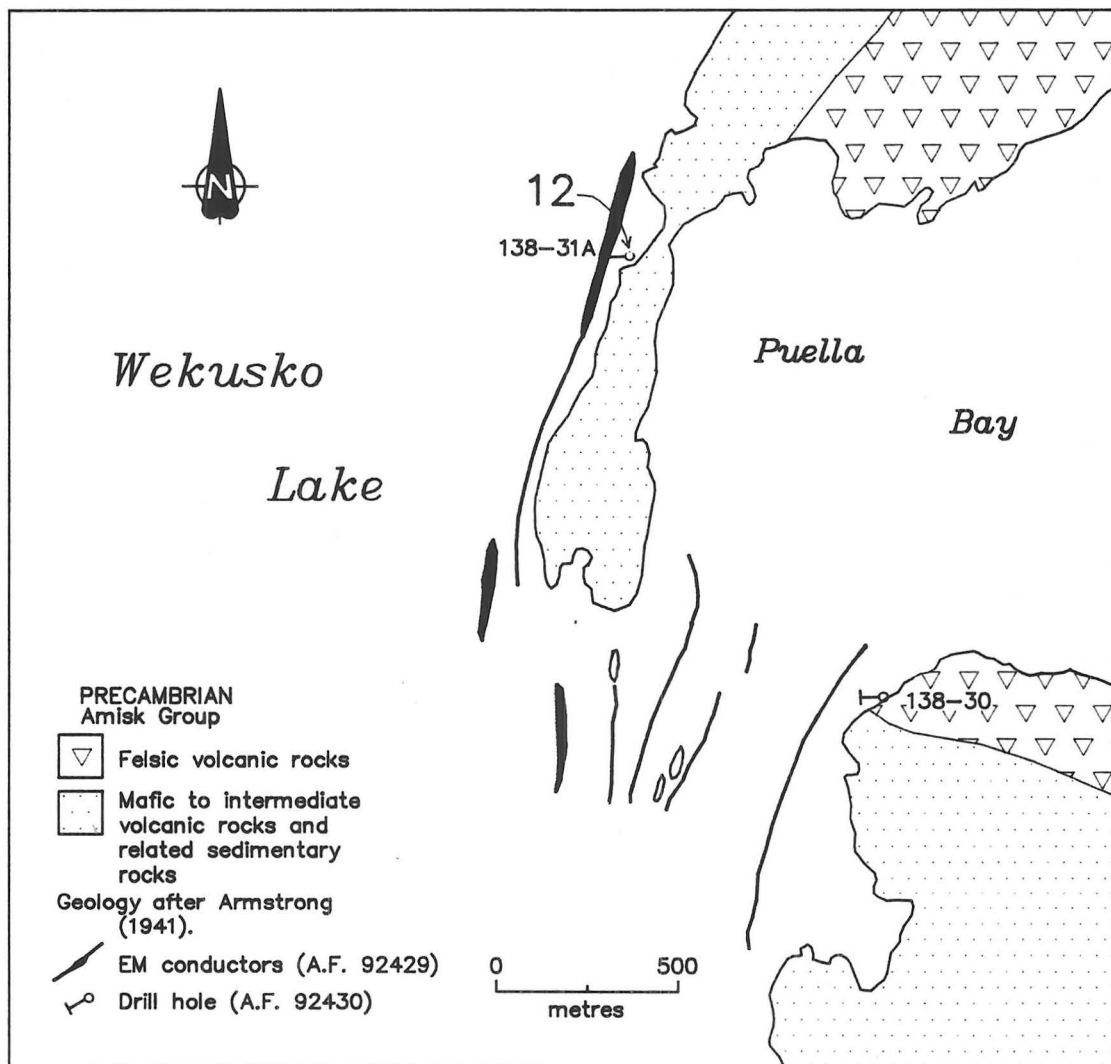 N
12
138-31A
Wekusko
Lake
Puella
Bay
138-30
PRECAMBRIAN
Amisk Group
Felsic volcanic rocks
Mafic to intermediate
volcanic rocks and
related sedimentary
rocks
Geology after Armstrong
(1941).
EM conductors (A.F. 92429)
Drill hole (A.F. 92430)
0 500
metres